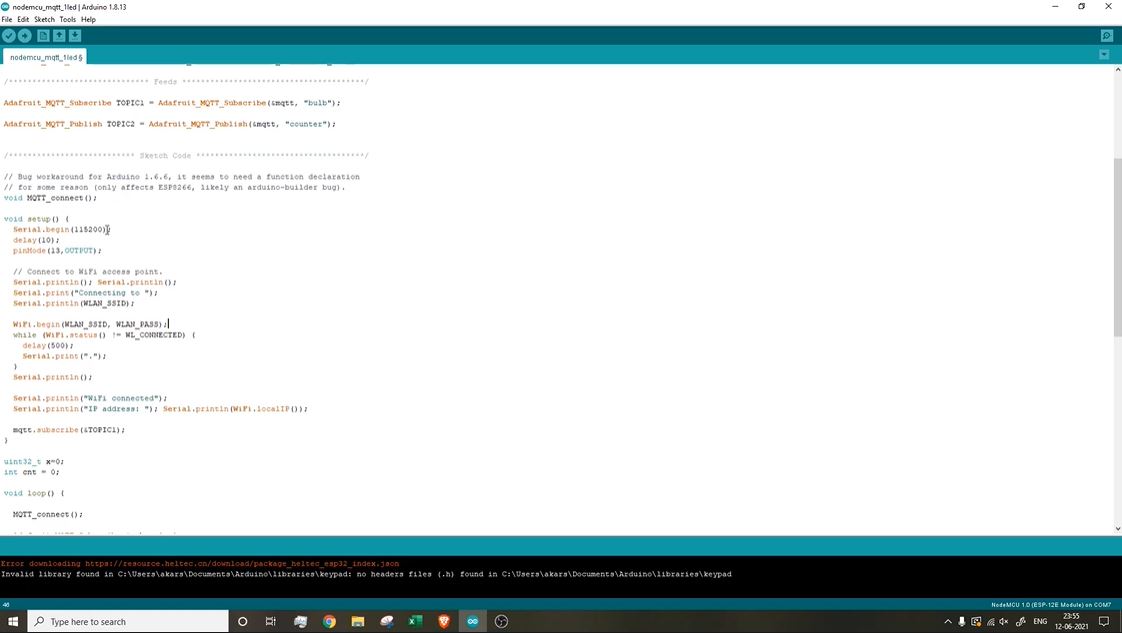 nodemcu_mqtt_1led | Arduino 1.8.13
File Edit Sketch Tools Help
nodemcu_mqtt_1led §
/****************************** Feeds ***************************************/
Adafruit_MQTT_Subscribe TOPIC1 = Adafruit_MQTT_Subscribe(&mqtt, "bulb");
Adafruit_MQTT_Publish TOPIC2 = Adafruit_MQTT_Publish(&mqtt, "counter");
/*************************** Sketch Code ************************************/
// Bug workaround for Arduino 1.6.6, it seems to need a function declaration
// for some reason (only affects ESP8266, likely an arduino-builder bug).
void MQTT_connect();
void setup() {
Serial.begin(115200);
delay(10);
pinMode(13,OUTPUT);
// Connect to WiFi access point.
Serial.println(); Serial.println();
Serial.print("Connecting to ");
Serial.println(WLAN_SSID);
WiFi.begin(WLAN_SSID, WLAN_PASS);
while (WiFi.status() != WL_CONNECTED) {
delay(500);
Serial.print(".");
}
Serial.println();
Serial.println("WiFi connected");
Serial.println("IP address: "); Serial.println(WiFi.localIP());
mqtt.subscribe(&TOPIC1);
}
uint32_t x=0;
int cnt = 0;
void loop() {
MQTT_connect();
Error downloading https://resource.heltec.cn/download/package_heltec_esp32_index.json
Invalid library found in C:\Users\akars\Documents\Arduino\libraries\keypad: no headers files (.h) found in C:\Users\akars\Documents\Arduino\libraries\keypad
46 NodeMCU 1.0 (ESP-12E Module) on COM7
Type here to search
ENG
23:55
12-06-2021